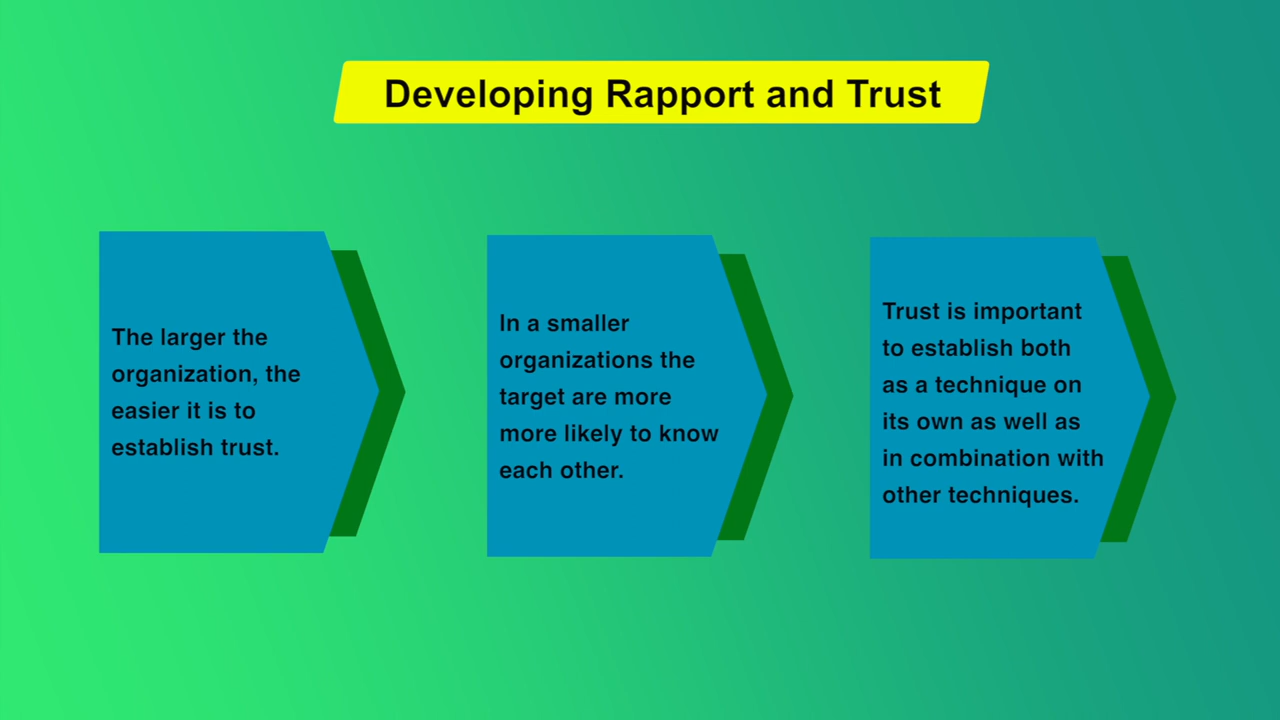 Developing Rapport and Trust
The larger the
organization, the
easier it is to
establish trust.
In a smaller
organizations the
target are more
more likely to know
each other.
Trust is important
to establish both
as a technique on
its own as well as
in combination with
other techniques.